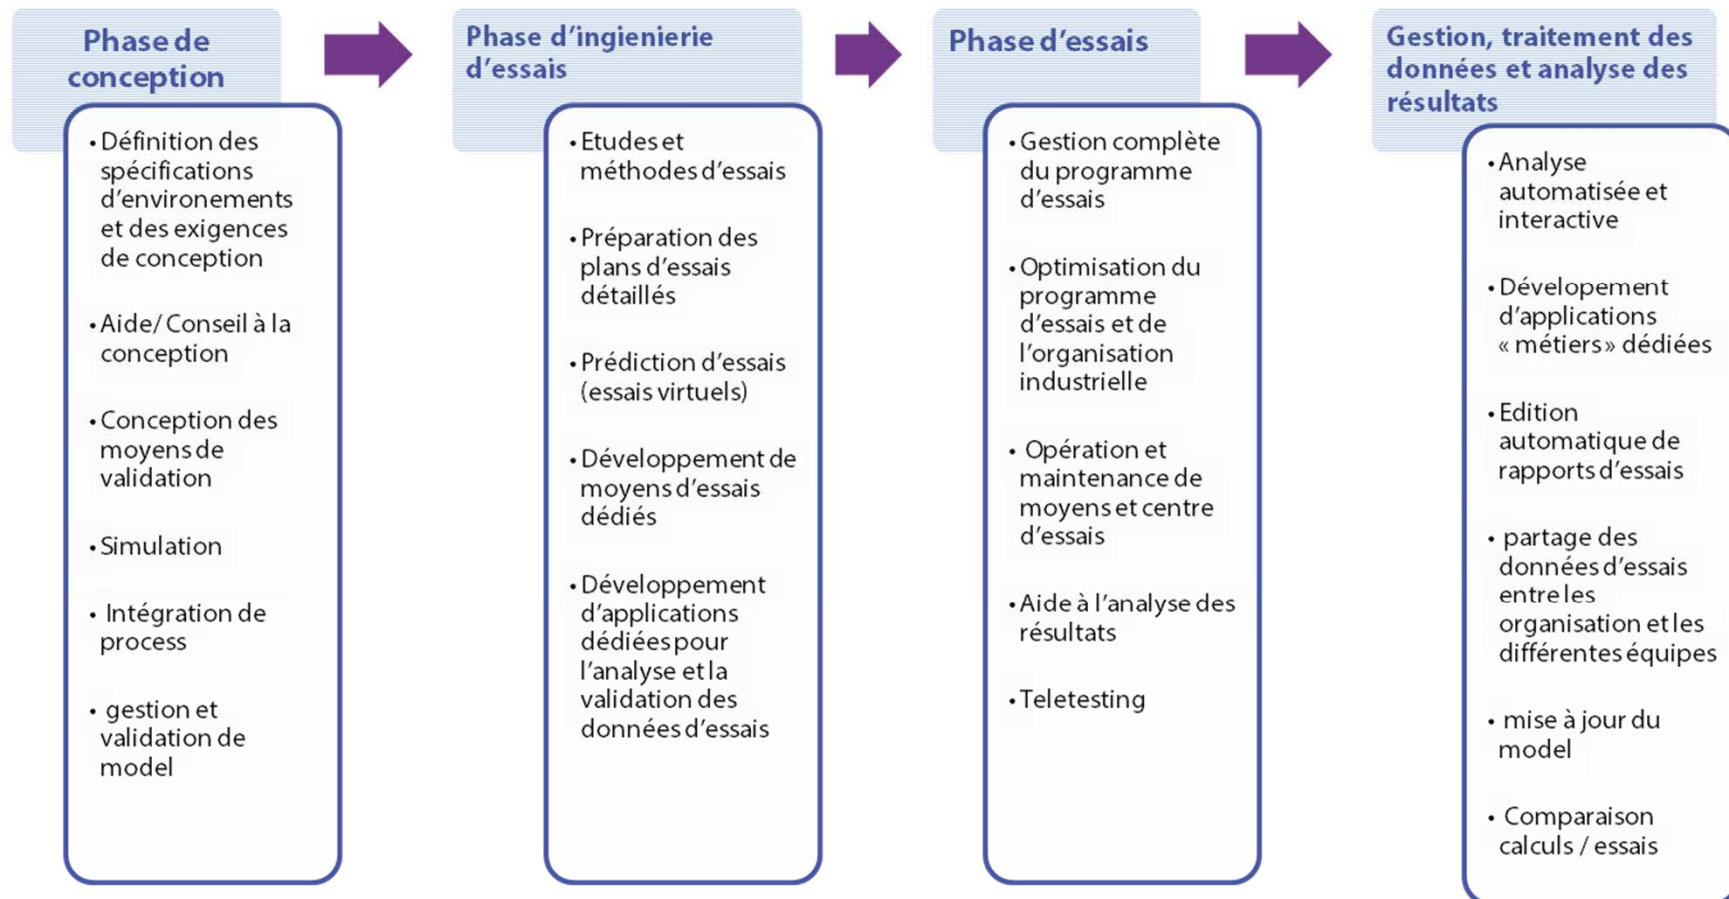 Phase de
conception
• Définition des
spécifications
d'environements
et des exigences
de conception
• Aide/ Conseil à la
conception
• Conception des
moyens de
validation
• Simulation
• Intégration de
process
• gestion et
validation de
model
Phase d'ingienierie
d'essais
• Etudes et
méthodes d'essais
• Préparation des
plans d'essais
détaillés
• Prédiction d'essais
(essais virtuels)
• Développement de
moyens d'essais
dédiés
• Développement
d'applications
dédiées pour
l'analyse et la
validation des
données d'essais
Phase d'essais
• Gestion complète
du programme
d'essais
• Optimisation du
programme
d'essais et de
l'organisation
industrielle
• Opération et
maintenance de
moyens et centre
d'essais
• Aide à l'analyse des
résultats
• Teletesting
Gestion, traitement des
données et analyse des
résultats
• Analyse
automatisée et
interactive
• Dévelopement
d'applications
« métiers » dédiées
• Edition
automatique de
rapports d'essais
• partage des
données d'essais
entre les
organisation et les
différentes équipes
• mise à jour du
model
• Comparaison
calculs / essais